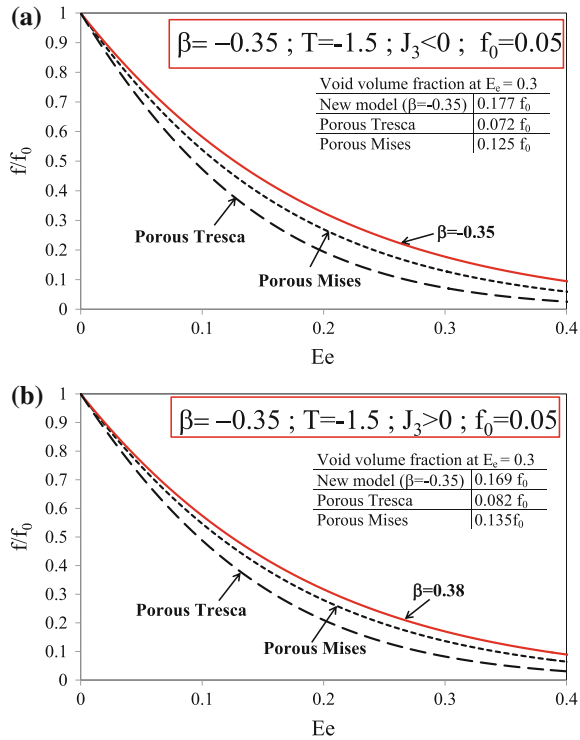 (a)
β= −0.35 ; T=-1.5 ; J3<0 ; f0=0.05
Void volume fraction at Ee = 0.3
New model (β=-0.35) 0.177 f0
Porous Tresca 0.072 f0
Porous Mises 0.125 f0
1
0.9
0.8
0.7
0.6
0.5
0.4
0.3
0.2
0.1
0
f/f0
Porous Tresca
Porous Mises
β=-0.35
0 0.1 0.2 0.3 0.4
Ee
(b)
β= −0.35 ; T=-1.5 ; J3>0 ; f0=0.05
Void volume fraction at Ee = 0.3
New model (β=-0.35) 0.169 f0
Porous Tresca 0.082 f0
Porous Mises 0.135f0
1
0.9
0.8
0.7
0.6
0.5
0.4
0.3
0.2
0.1
0
f/f0
Porous Tresca
Porous Mises
β=0.38
0 0.1 0.2 0.3 0.4
Ee